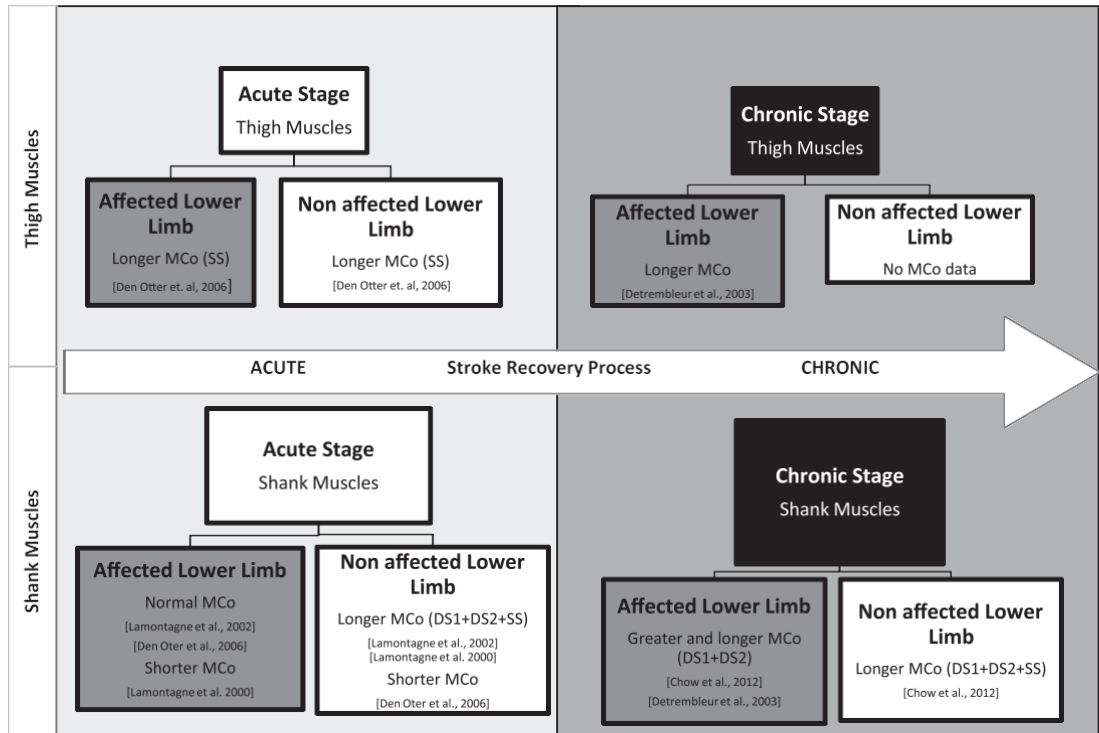 Thigh Muscles
Acute Stage
Thigh Muscles
Affected Lower
Limb
Longer MCo (SS)
[Den Otter et. al, 2006]
Non affected Lower
Limb
Longer MCo (SS)
[Den Otter et. al, 2006]
Chronic Stage
Thigh Muscles
Affected Lower
Limb
Longer MCo
[Detrembleur et al., 2003]
Non affected Lower
Limb
No MCo data
ACUTE
Stroke Recovery Process
CHRONIC
Shank Muscles
Acute Stage
Shank Muscles
Affected Lower Limb
Normal MCo
[Lamontagne et al., 2002]
[Den Oter et al., 2006]
Shorter MCo
[Lamontagne et al. 2000]
Non affected Lower
Limb
Longer MCo (DS1+DS2+SS)
[Lamontagne et al., 2002]
[Lamontagne et al. 2000]
Shorter MCo
[Den Oter et al., 2006]
Chronic Stage
Shank Muscles
Affected Lower Limb
Greater and longer MCo
(DS1+DS2)
[Chow et al., 2012]
[Detrembleur et al., 2003]
Non affected Lower
Limb
Longer MCo (DS1+DS2+SS)
[Chow et al., 2012]